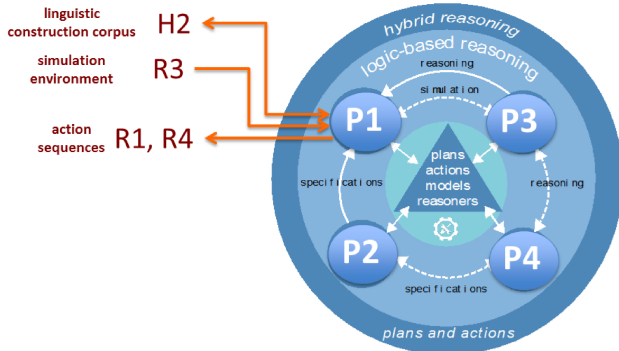 linguistic
construction corpus H2
simulation
environment R3
action
sequences R1, R4
hybrid reasoning
logic-based reasoning
reasoning
simulation
P1
P3
plans
actions
models
reasoners
specifications
reasoning
P2
P4
specifications
plans and actions